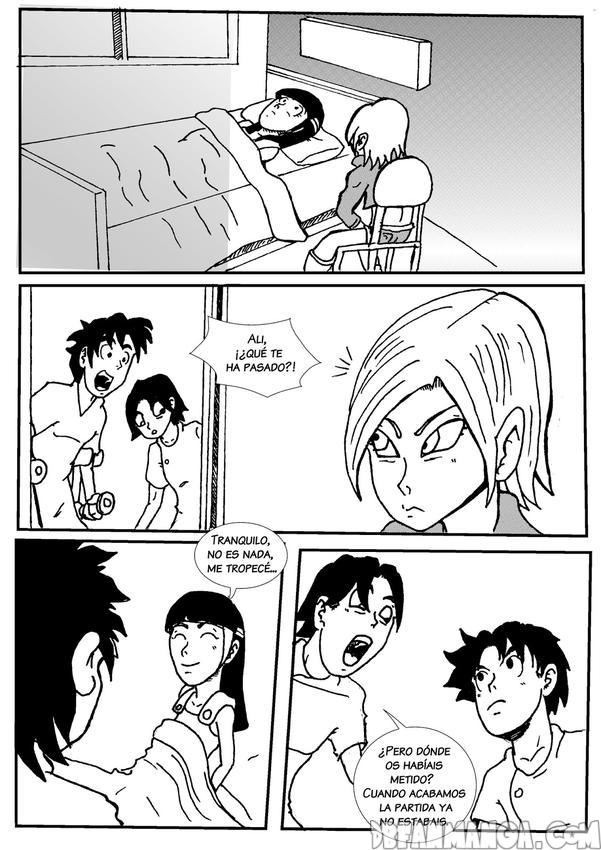 ALI,
¡¿QUÉ TE
HA PASADO?!
TRANQUILO,
NO ES NADA,
ME TROPECÉ...
¿PERO DÓNDE
OS HABÍAIS
METIDO?
CUANDO ACABAMOS
LA PARTIDA YA
NO ESTABAIS.
DBFANMANGA.COM